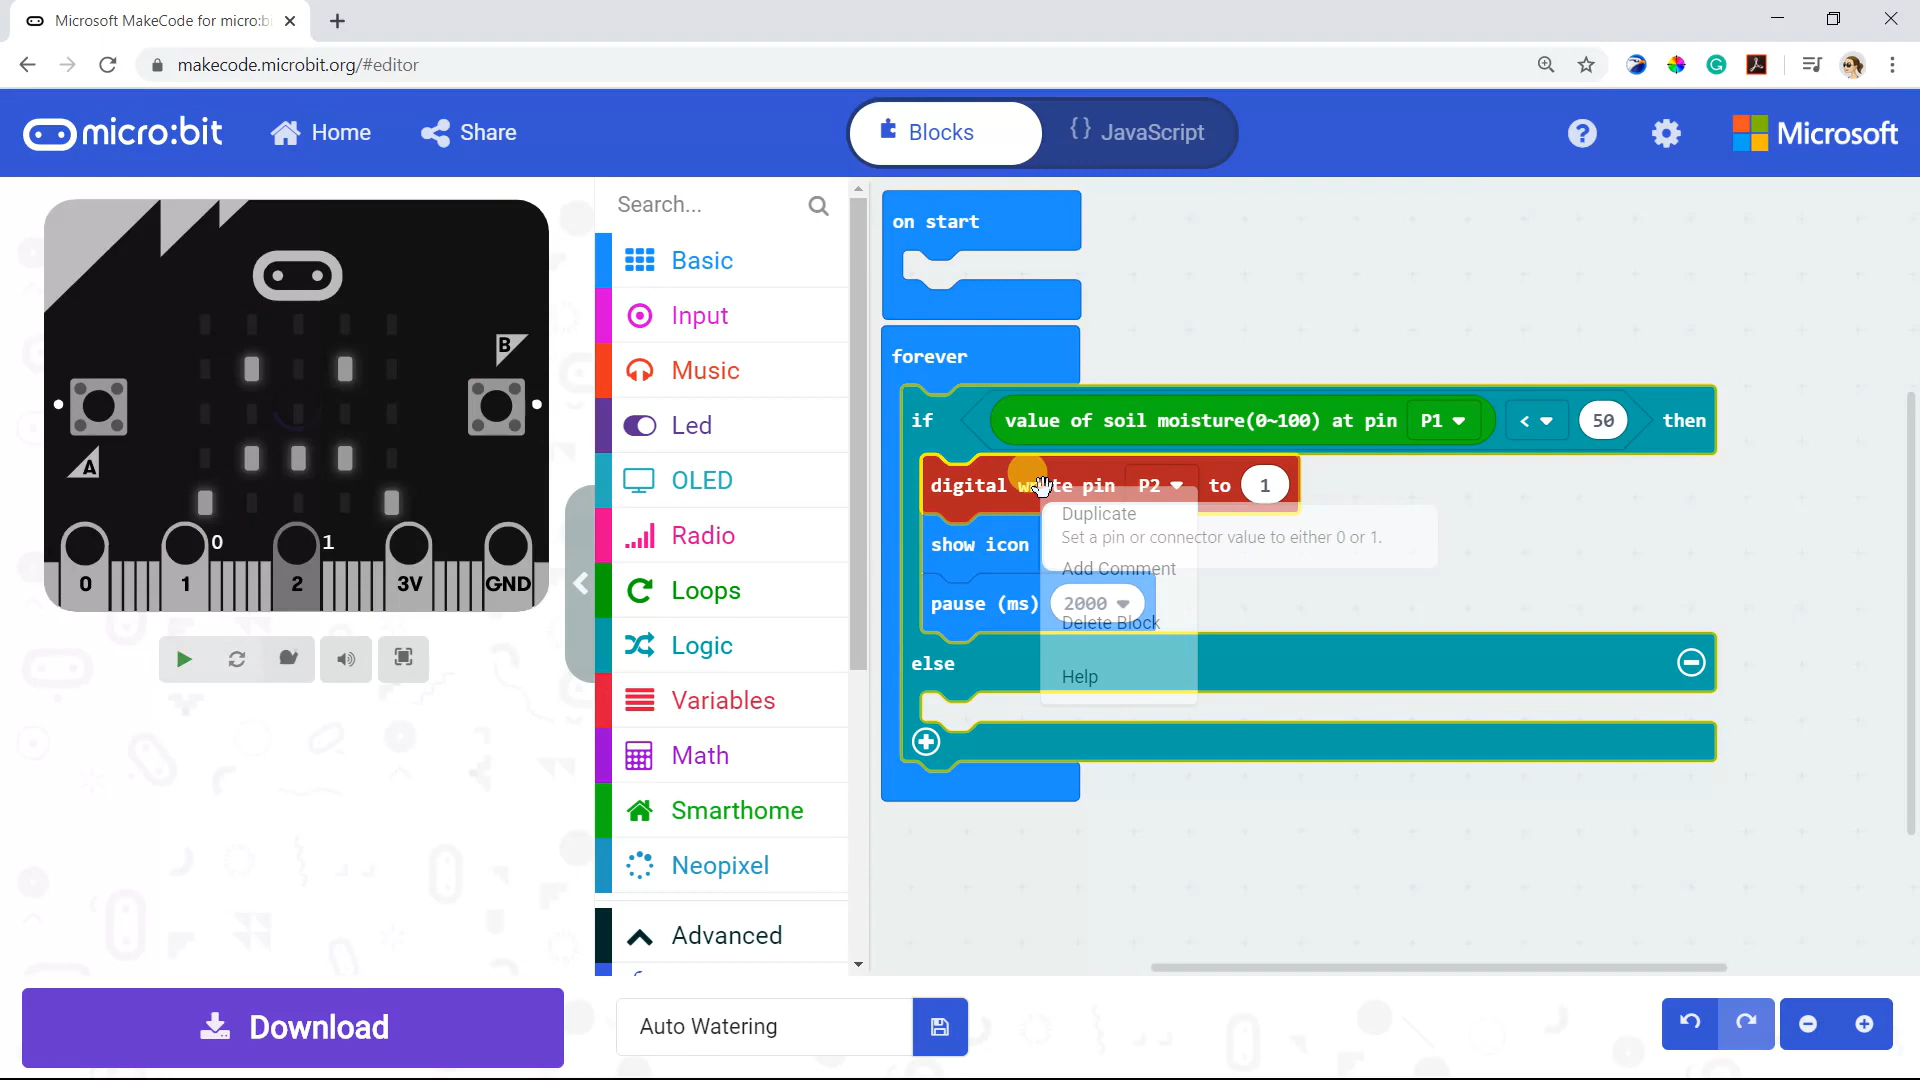 Microsoft MakeCode for micro:b
makecode.microbit.org/#editor
micro:bit
Home
Share
Blocks
{ } JavaScript
?
Microsoft
Search...
Basic
Input
Music
Led
OLED
Radio
Loops
Logic
Variables
Math
Smarthome
Neopixel
Advanced
B
A
0
1
0
1
2
3V
GND
on start
forever
if value of soil moisture(0~100) at pin P1 < 50 then
digital write pin P2 to 1
Duplicate
Set a pin or connector value to either 0 or 1.
show icon
Add Comment
pause (ms) 2000
Delete Block
else
Help
Download
Auto Watering